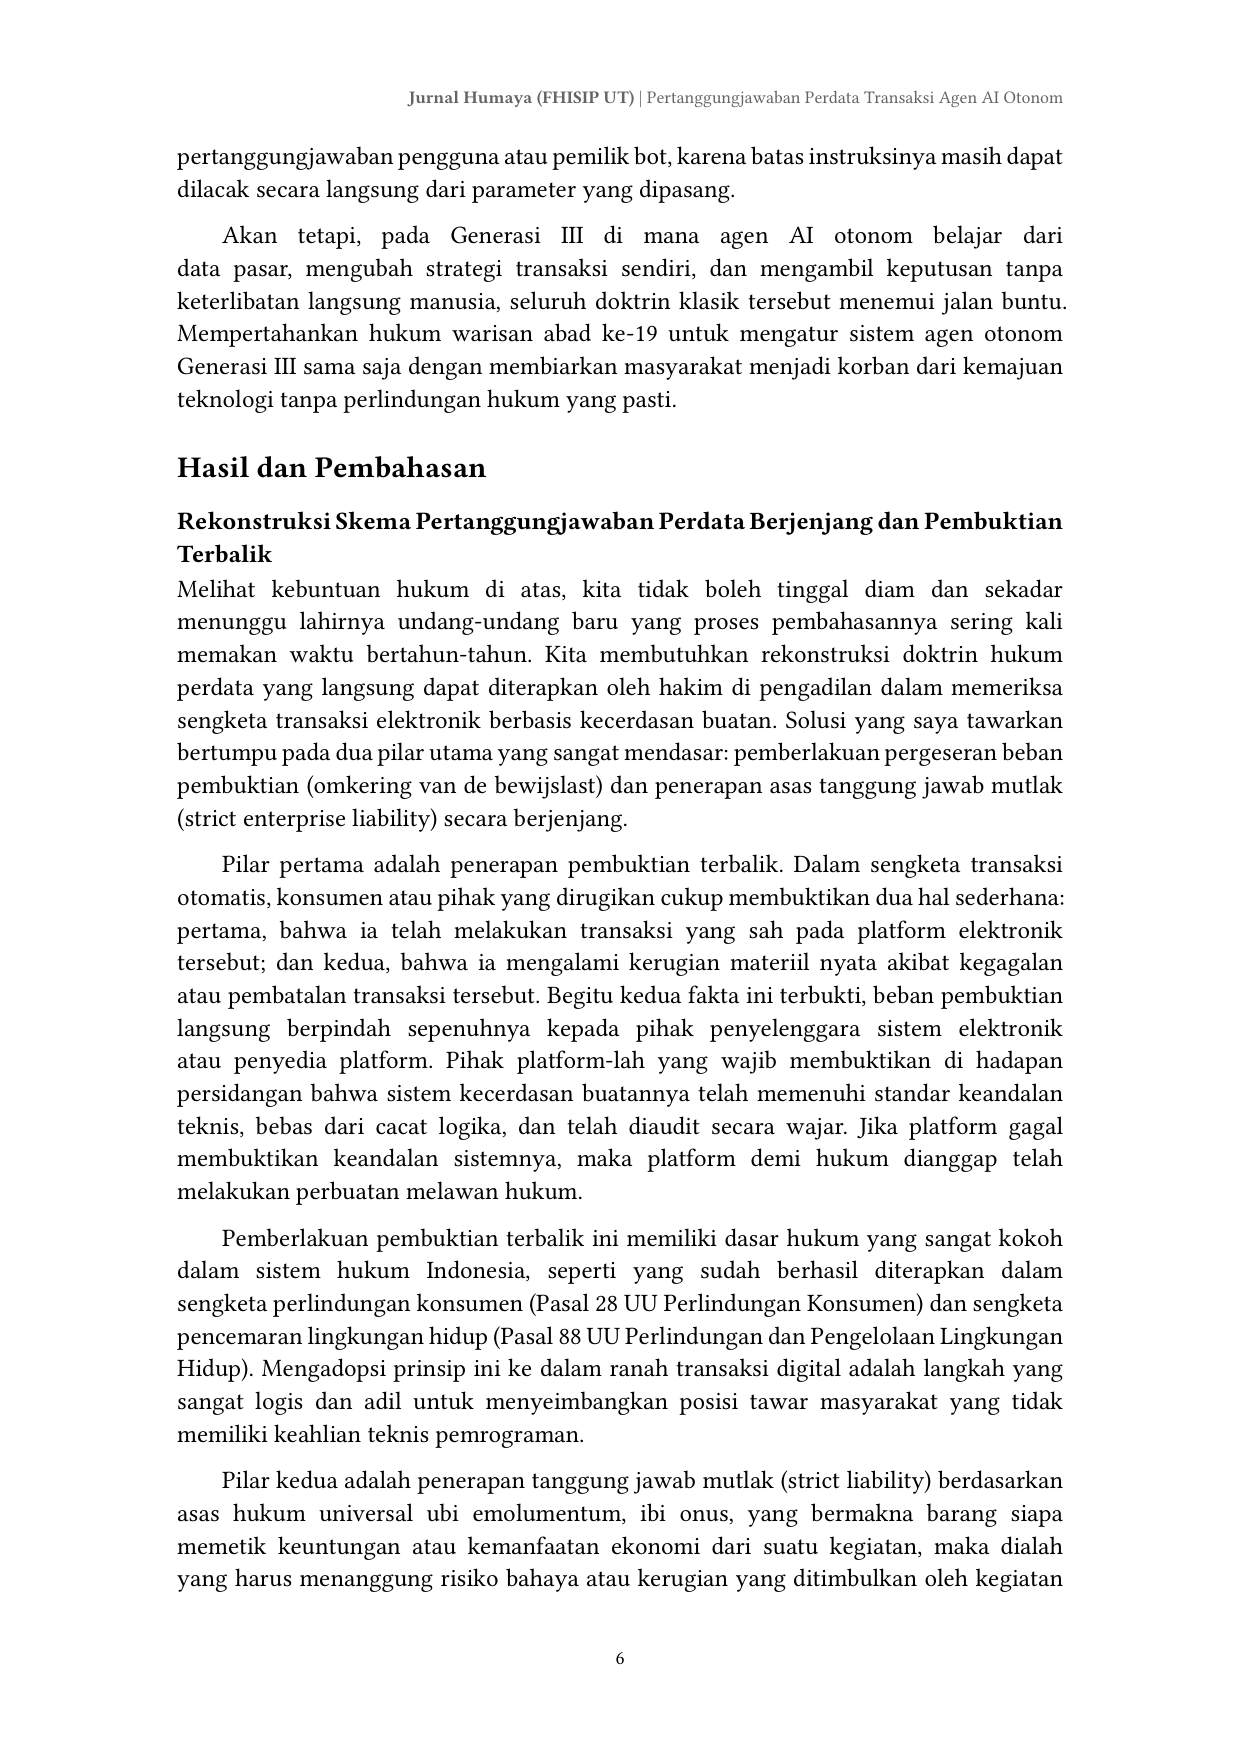 Jurnal Humaya (FHISIP UT) | Pertanggungjawaban Perdata Transaksi Agen AI Otonom
pertanggungjawaban pengguna atau pemilik bot, karena batas instruksinya masih dapat
dilacak secara langsung dari parameter yang dipasang.
Akan tetapi, pada Generasi III di mana agen AI otonom belajar dari
data pasar, mengubah strategi transaksi sendiri, dan mengambil keputusan tanpa
keterlibatan langsung manusia, seluruh doktrin klasik tersebut menemui jalan buntu.
Mempertahankan hukum warisan abad ke-19 untuk mengatur sistem agen otonom
Generasi III sama saja dengan membiarkan masyarakat menjadi korban dari kemajuan
teknologi tanpa perlindungan hukum yang pasti.
Hasil dan Pembahasan
Rekonstruksi Skema Pertanggungjawaban Perdata Berjenjang dan Pembuktian
Terbalik
Melihat kebuntuan hukum di atas, kita tidak boleh tinggal diam dan sekadar
menunggu lahirnya undang-undang baru yang proses pembahasannya sering kali
memakan waktu bertahun-tahun. Kita membutuhkan rekonstruksi doktrin hukum
perdata yang langsung dapat diterapkan oleh hakim di pengadilan dalam memeriksa
sengketa transaksi elektronik berbasis kecerdasan buatan. Solusi yang saya tawarkan
bertumpu pada dua pilar utama yang sangat mendasar: pemberlakuan pergeseran beban
pembuktian (omkering van de bewijslast) dan penerapan asas tanggung jawab mutlak
(strict enterprise liability) secara berjenjang.
Pilar pertama adalah penerapan pembuktian terbalik. Dalam sengketa transaksi
otomatis, konsumen atau pihak yang dirugikan cukup membuktikan dua hal sederhana:
pertama, bahwa ia telah melakukan transaksi yang sah pada platform elektronik
tersebut; dan kedua, bahwa ia mengalami kerugian materiil nyata akibat kegagalan
atau pembatalan transaksi tersebut. Begitu kedua fakta ini terbukti, beban pembuktian
langsung berpindah sepenuhnya kepada pihak penyelenggara sistem elektronik
atau penyedia platform. Pihak platform-lah yang wajib membuktikan di hadapan
persidangan bahwa sistem kecerdasan buatannya telah memenuhi standar keandalan
teknis, bebas dari cacat logika, dan telah diaudit secara wajar. Jika platform gagal
membuktikan keandalan sistemnya, maka platform demi hukum dianggap telah
melakukan perbuatan melawan hukum.
Pemberlakuan pembuktian terbalik ini memiliki dasar hukum yang sangat kokoh
dalam sistem hukum Indonesia, seperti yang sudah berhasil diterapkan dalam
sengketa perlindungan konsumen (Pasal 28 UU Perlindungan Konsumen) dan sengketa
pencemaran lingkungan hidup (Pasal 88 UU Perlindungan dan Pengelolaan Lingkungan
Hidup). Mengadopsi prinsip ini ke dalam ranah transaksi digital adalah langkah yang
sangat logis dan adil untuk menyeimbangkan posisi tawar masyarakat yang tidak
memiliki keahlian teknis pemrograman.
Pilar kedua adalah penerapan tanggung jawab mutlak (strict liability) berdasarkan
asas hukum universal ubi emolumentum, ibi onus, yang bermakna barang siapa
memetik keuntungan atau kemanfaatan ekonomi dari suatu kegiatan, maka dialah
yang harus menanggung risiko bahaya atau kerugian yang ditimbulkan oleh kegiatan
6